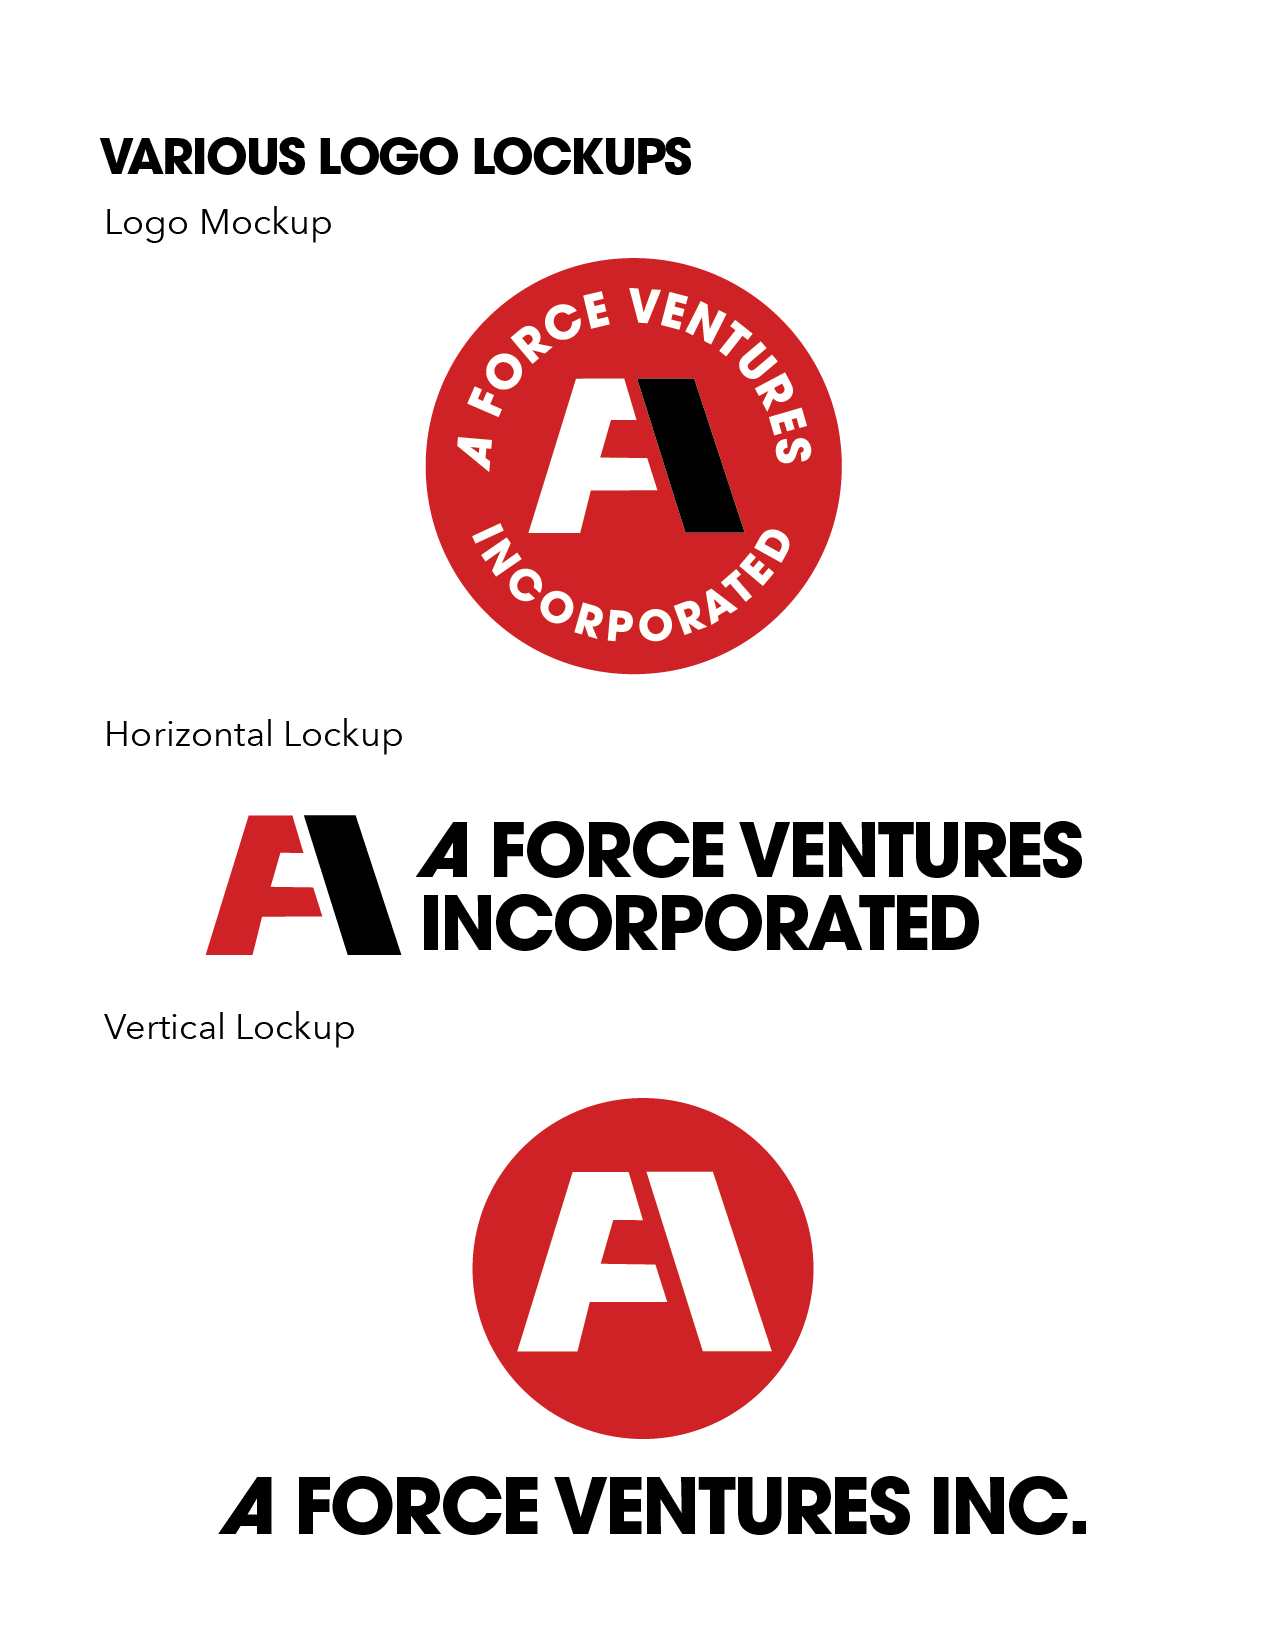 VARIOUS LOGO LOCKUPS
Logo Mockup
A FORCE VENTURES
A
INCORPORATED
Horizontal Lockup
A
A FORCE VENTURES
INCORPORATED
Vertical Lockup
A
A FORCE VENTURES INC.